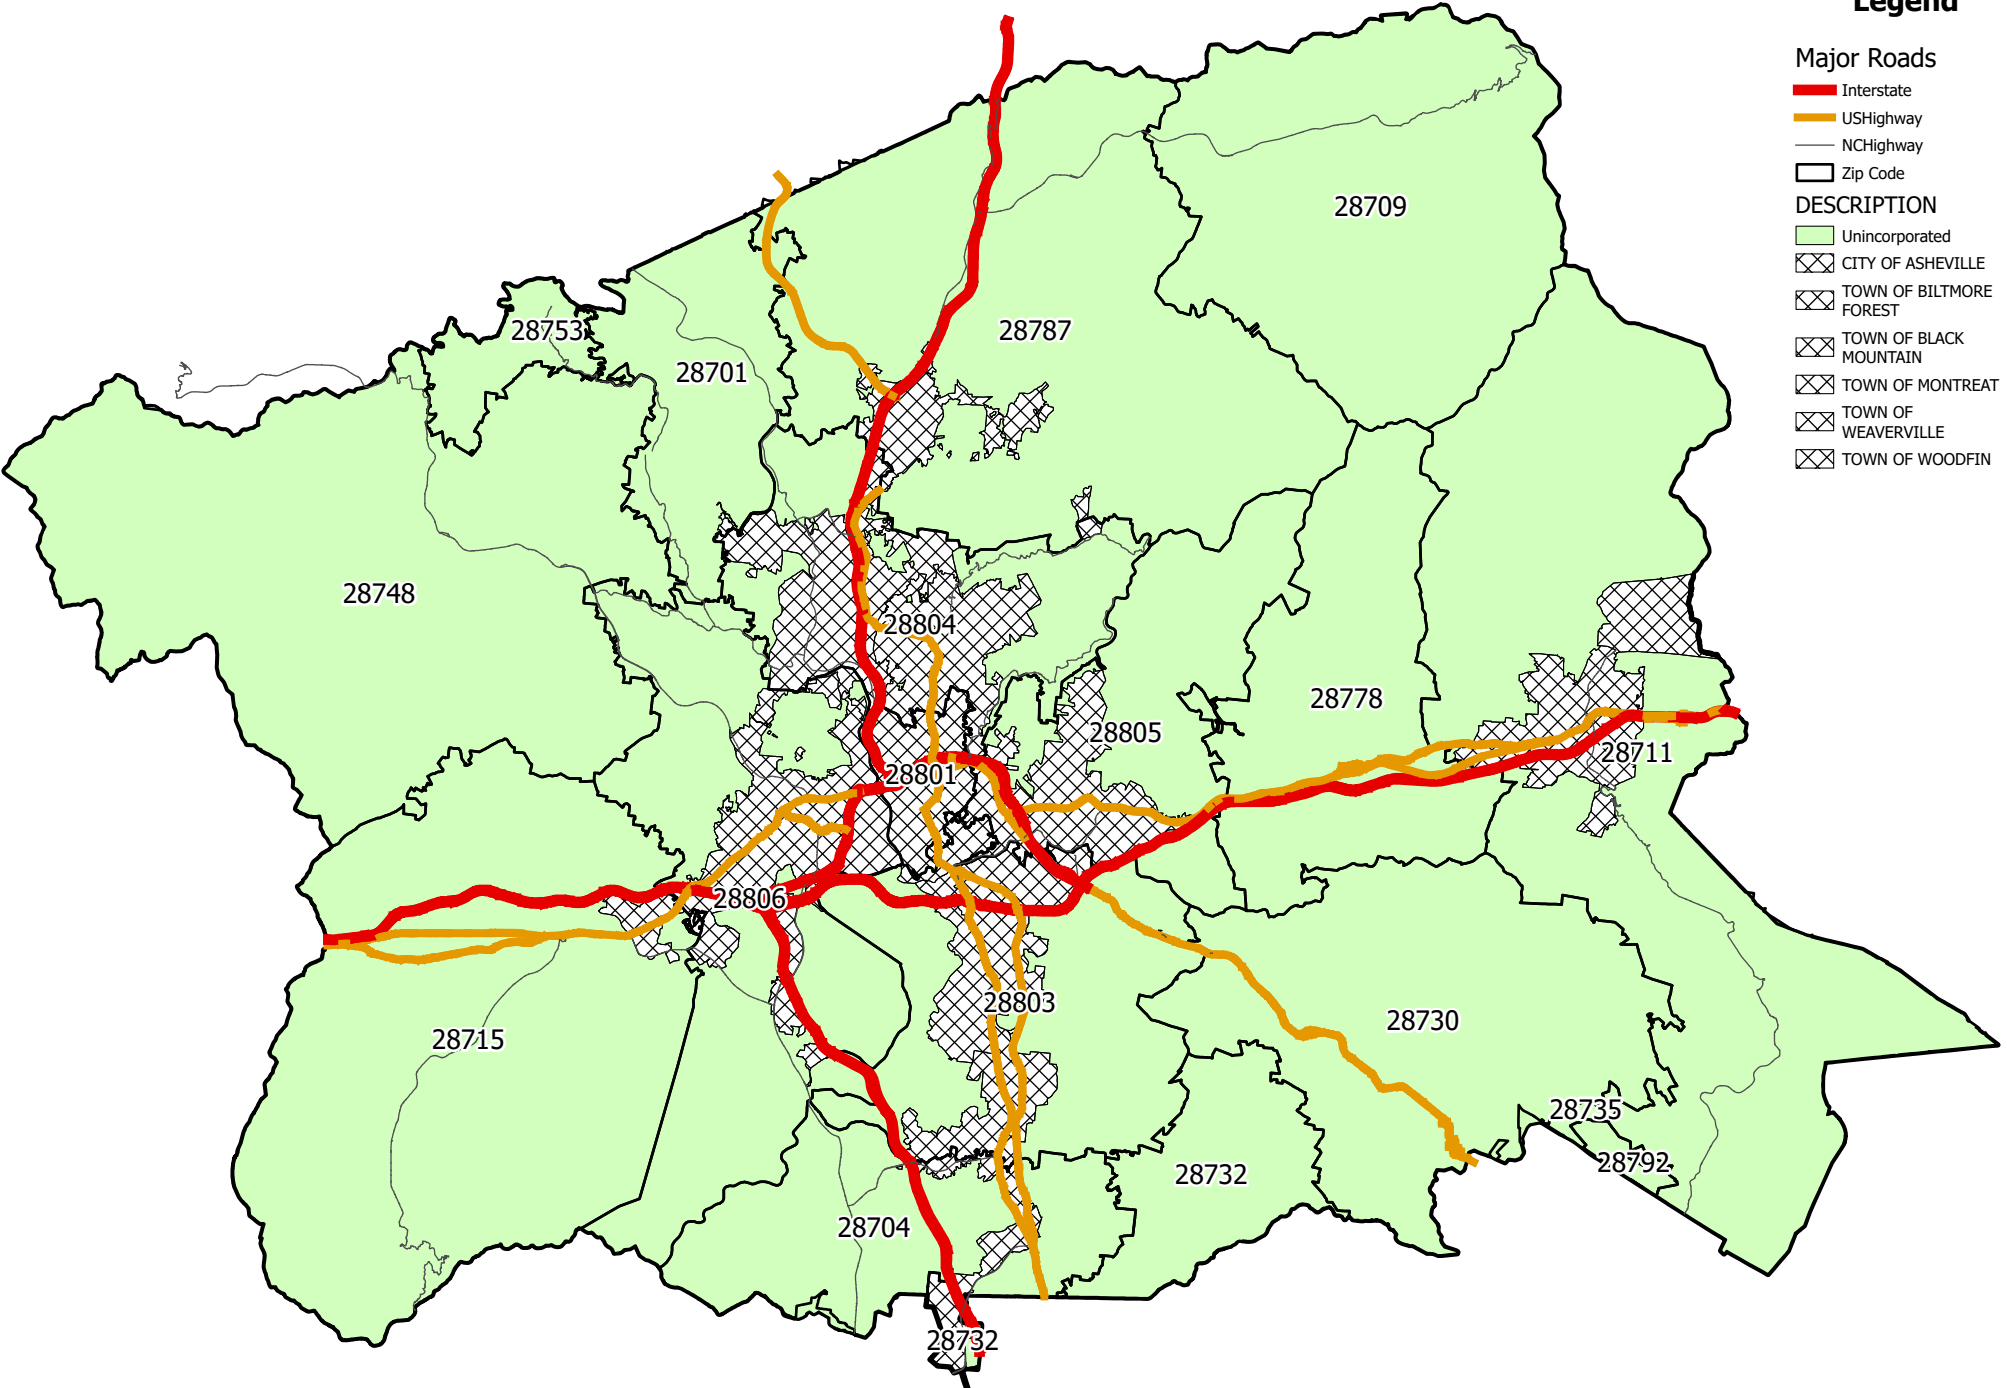 Legend
Major Roads
Interstate
USHighway
NCHighway
Zip Code
DESCRIPTION
Unincorporated
CITY OF ASHEVILLE
TOWN OF BILTMORE
FOREST
TOWN OF BLACK
MOUNTAIN
TOWN OF MONTREAT
TOWN OF
WEAVERVILLE
TOWN OF WOODFIN
28709
28753
28787
28701
28748
28804
28778
28805
28711
28801
28806
28803
28730
28715
28735
28792
28732
28704
28732